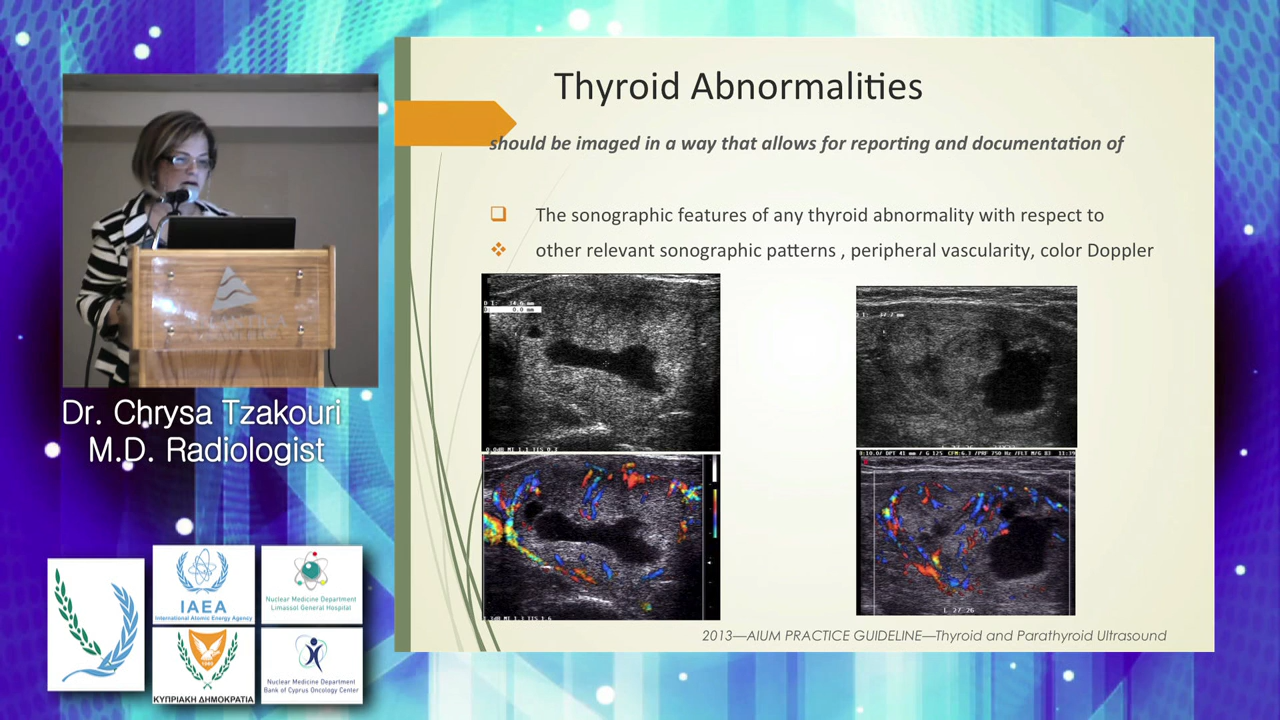 Thyroid Abnormalities
should be imaged in a way that allows for reporting and documentation of
The sonographic features of any thyroid abnormality with respect to
other relevant sonographic patterns , peripheral vascularity, color Doppler
2013—AIUM PRACTICE GUIDELINE—Thyroid and Parathyroid Ultrasound
Dr. Chrysa Tzakouri
M.D. Radiologist
IAEA
International Atomic Energy Agency
Nuclear Medicine Department
Limassol General Hospital
ΚΥΠΡΙΑΚΗ ΔΗΜΟΚΡΑΤΙΑ
Nuclear Medicine Department
Bank of Cyprus Oncology Center